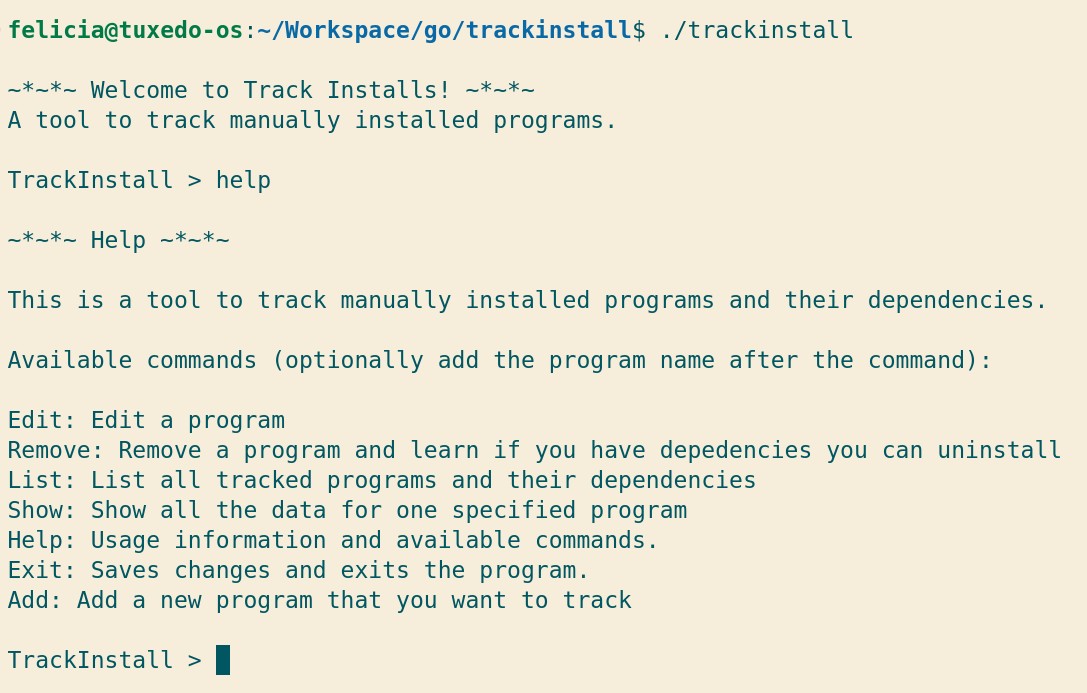 felicia@tuxedo-os:~/Workspace/go/trackinstall$ ./trackinstall
~*~*~ Welcome to Track Installs! ~*~*~
A tool to track manually installed programs.
TrackInstall > help
~*~*~ Help ~*~*~
This is a tool to track manually installed programs and their dependencies.
Available commands (optionally add the program name after the command):
Edit: Edit a program
Remove: Remove a program and learn if you have depedencies you can uninstall
List: List all tracked programs and their dependencies
Show: Show all the data for one specified program
Help: Usage information and available commands.
Exit: Saves changes and exits the program.
Add: Add a new program that you want to track
TrackInstall >